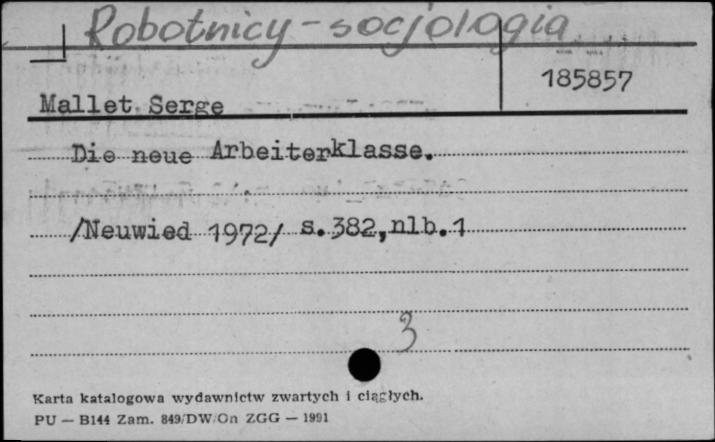 Robotnicy - socjologia
185857
Mallet Serge
Die neue Arbeiterklasse.
/Neuwied 1972/ s.382,nlb.1
3
Karta katalogowa wydawnictw zwartych i ciągłych.
PU — B144 Zam. 849/DW/On ZGG — 1991